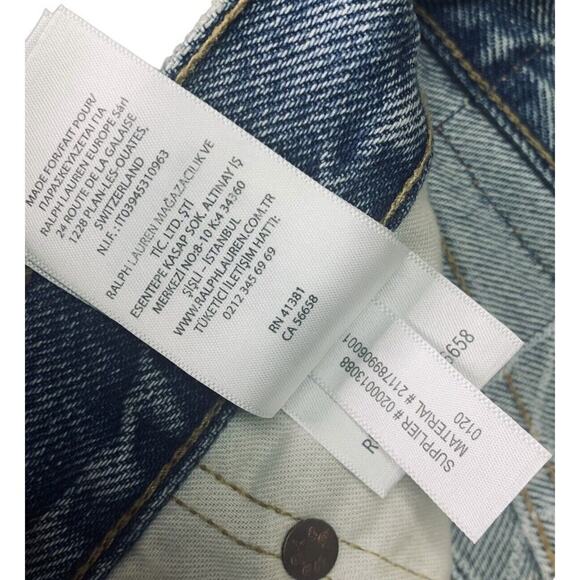 MADE FOR/FAIT POUR/
ΠΑΡΑΣΚΕΥΑΖΕΤΑΙ ΓΙΑ
RALPH LAUREN EUROPE Sárl
24 ROUTE DE LA GALAISE
1228 PLAN-LES-OUATES,
SWITZERLAND
N.I.F. : IT03945310963
RALPH LAUREN MAĞAZACILIK VE
TİC. LTD. ŞTİ
ESENTEPE KASAP SOK. ALTINAY İŞ
MERKEZİ NO:8-10 K:4 34360
ŞİŞLİ – ISTANBUL
WWW.RALPHLAUREN.COM.TR
TÜKETİCİ İLETİŞİM HATTI:
0212 345 69 69
RN 41381
CA 56658
R
6658
SUPPLIER# 0200013088
MATERIAL # 211789906001
0120